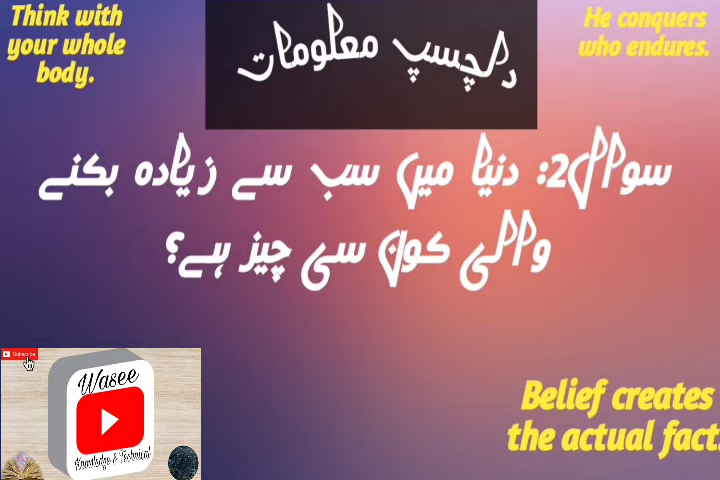 Think with
your whole
body.
دلچسپ معلومات
He conquers
who endures.
سوال2: دنیا میں سب سے زیادہ بکنے
والی کون سی چیز ہے؟
Subscribe
Wasee
Knowledge & Technical
Belief creates
the actual fact.